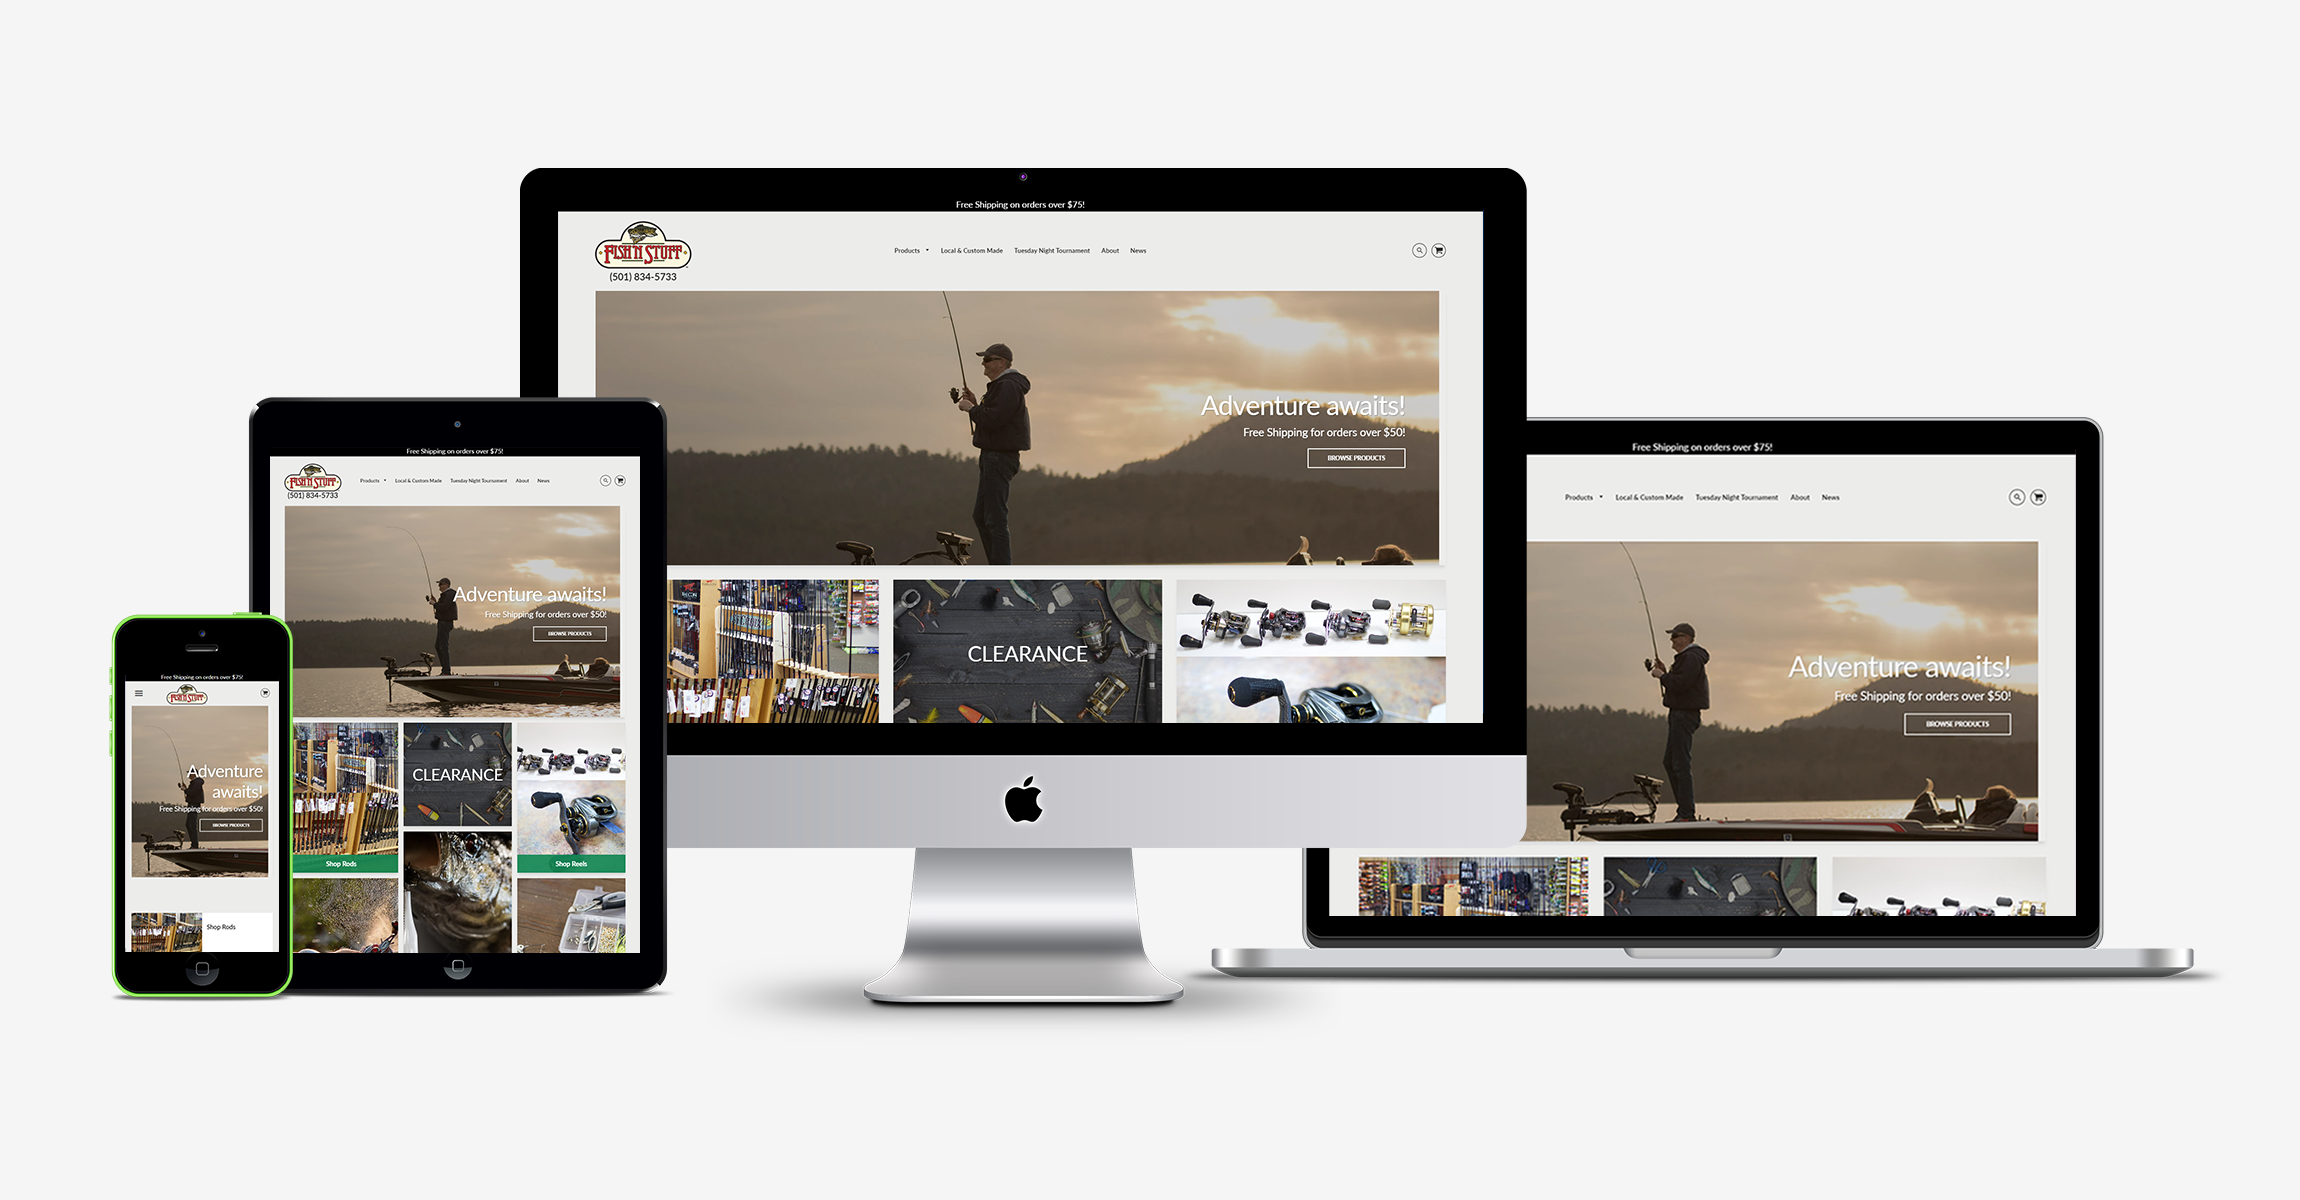 Free Shipping on orders over $75!
FISH'N STUFF
(501) 834-5733
Products Local & Custom Made Tuesday Night Tournament About News
Adventure awaits!
Free Shipping for orders over $50!
BROWSE PRODUCTS
CLEARANCE
Free Shipping on orders over $75!
FISH'N STUFF
(501) 834-5733
Products Local & Custom Made Tuesday Night Tournament About News
Adventure awaits!
Free Shipping for orders over $50!
BROWSE PRODUCTS
CLEARANCE
Shop Rods
Shop Reels
Free Shipping on orders over $75!
FISH'N STUFF
Adventure
awaits!
Free Shipping for orders over $50!
BROWSE PRODUCTS
Shop Rods
Free Shipping on orders over $75!
Products Local & Custom Made Tuesday Night Tournament About News
Adventure awaits!
Free Shipping for orders over $50!
BROWSE PRODUCTS